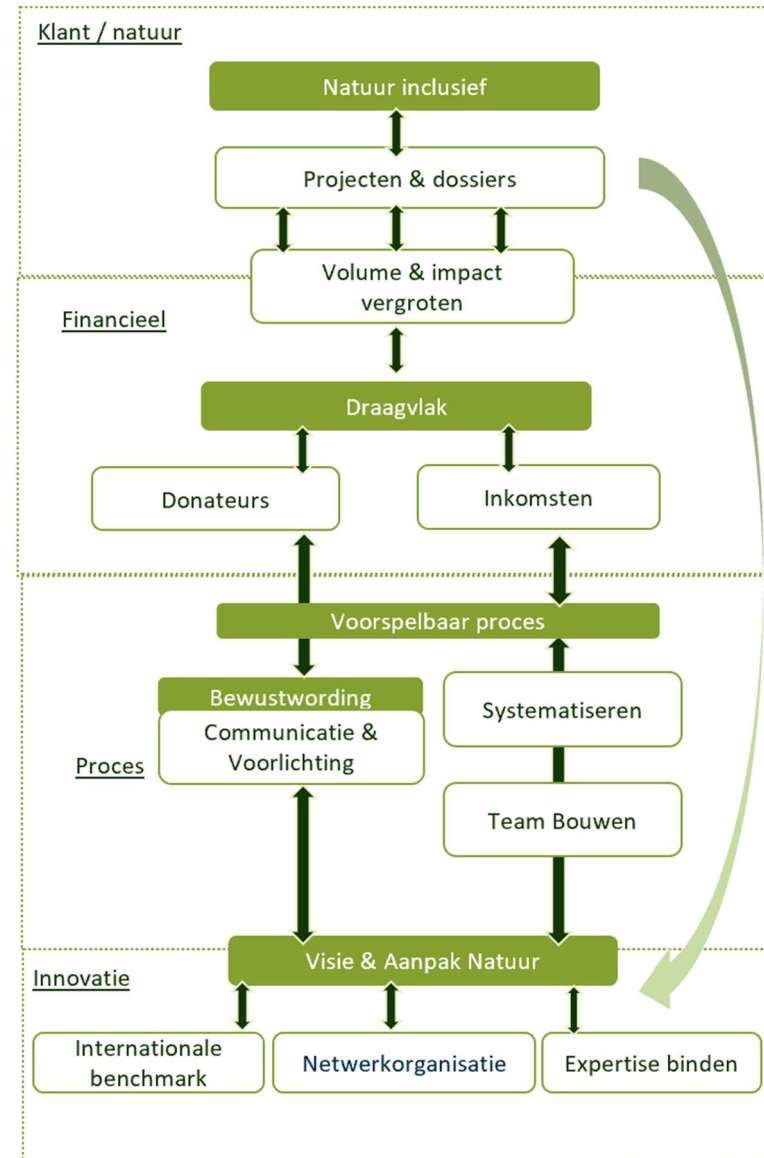 Klant / natuur
Natuur inclusief
Projecten & dossiers
Volume & impact
vergroten
Financieel
Draagvlak
Donateurs
Inkomsten
Voorspelbaar proces
Bewustwording
Communicatie &
Voorlichting
Systematiseren
Proces
Team Bouwen
Visie & Aanpak Natuur
Innovatie
Internationale
benchmark
Netwerkorganisatie
Expertise binden